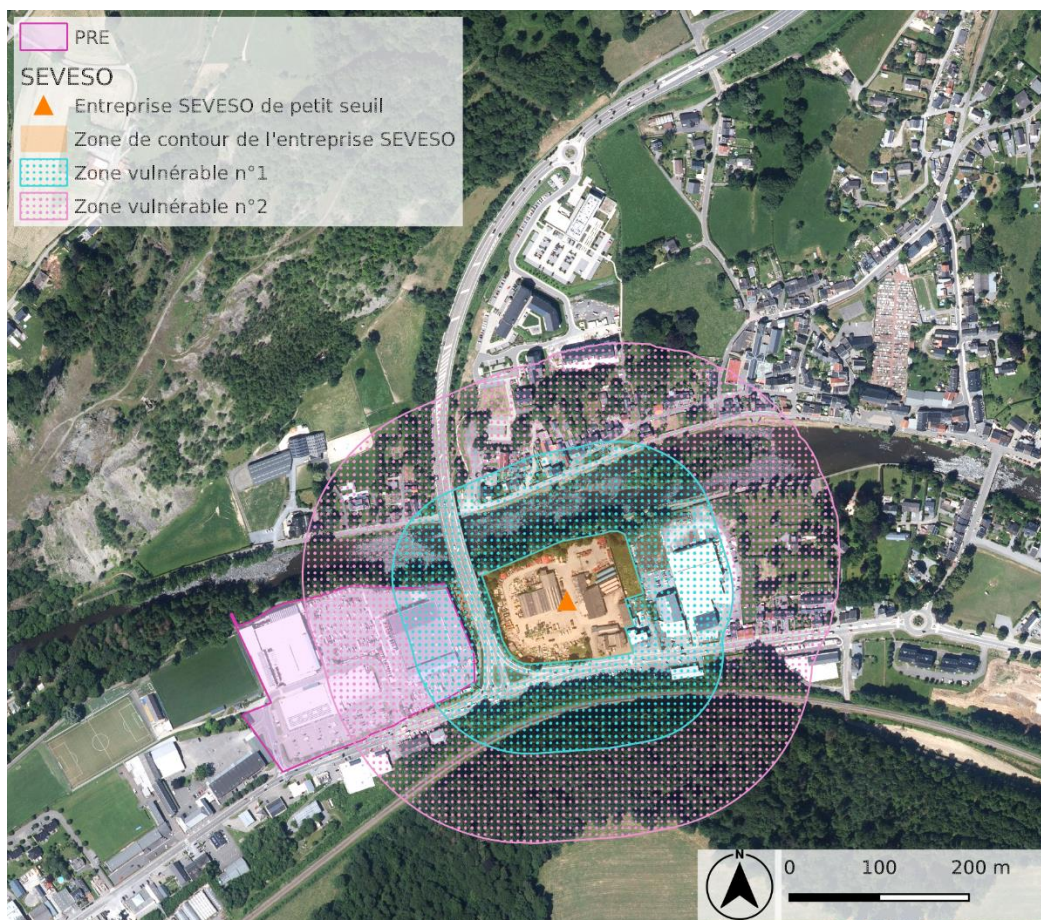 PRE
SEVESO
Entreprise SEVESO de petit seuil
Zone de contour de l'entreprise SEVESO
Zone vulnérable n°1
Zone vulnérable n°2
N
0 100 200 m